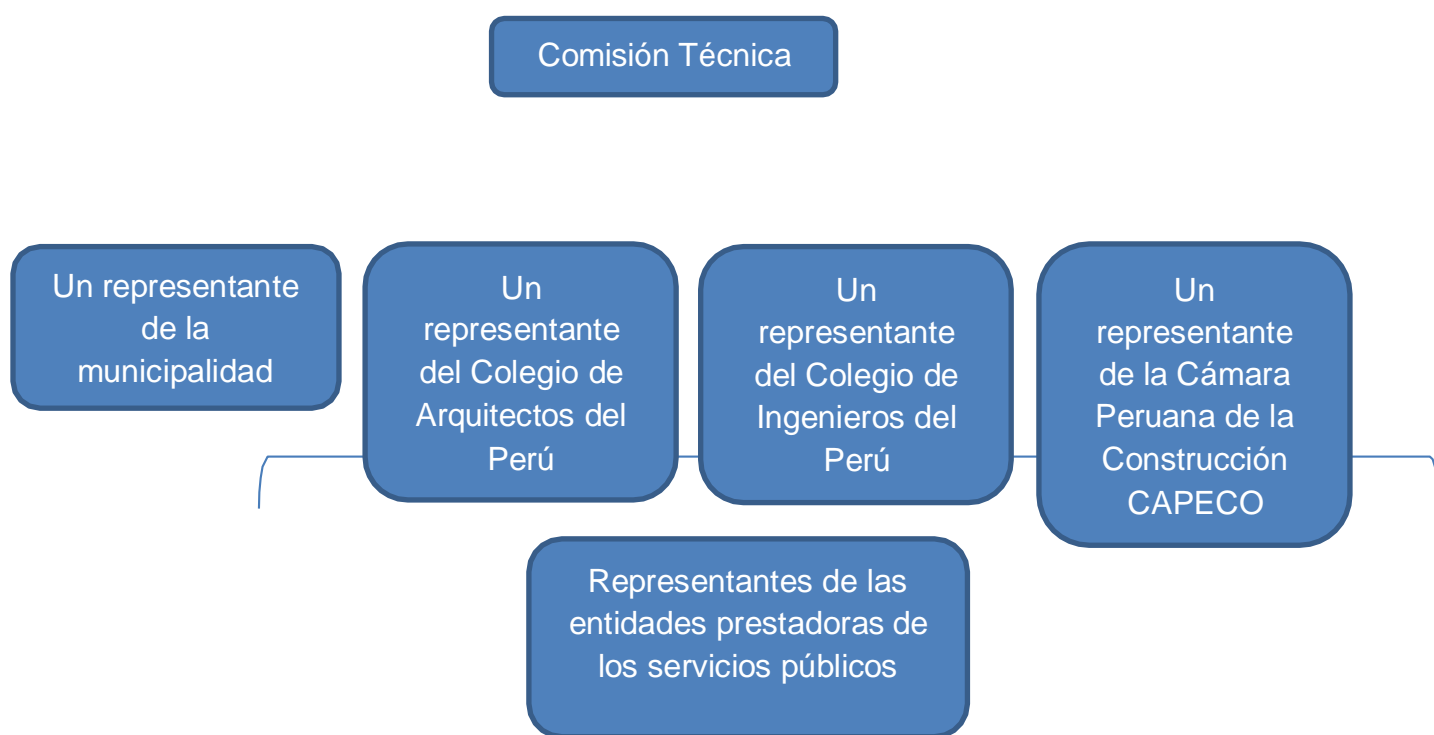 Comisión Técnica
Un representante
de la
municipalidad
Un
representante
del Colegio de
Arquitectos del
Perú
Un
representante
del Colegio de
Ingenieros del
Perú
Un
representante
de la Cámara
Peruana de la
Construcción
CAPECO
Representantes de las
entidades prestadoras de
los servicios públicos